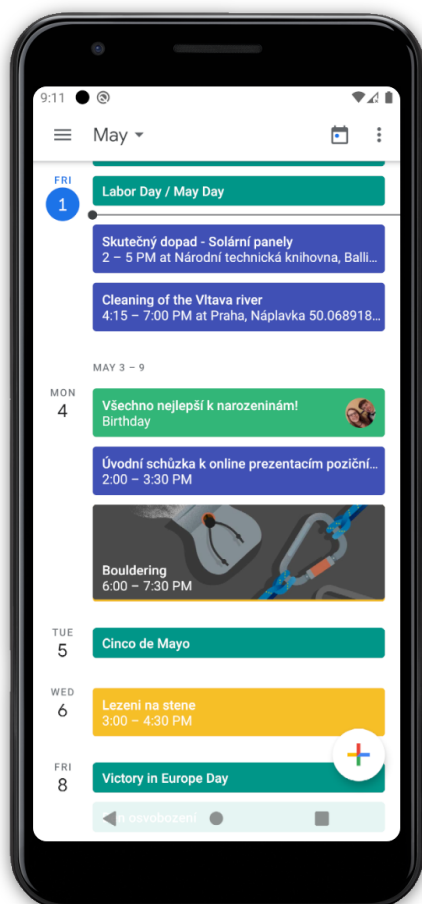 9:11
May
FRI
1
Labor Day / May Day
Skutečný dopad - Solární panely
2 – 5 PM at Národní technická knihovna, Balli...
Cleaning of the Vltava river
4:15 – 7:00 PM at Praha, Náplavka 50.068918...
MAY 3 – 9
MON
4
Všechno nejlepší k narozeninám!
Birthday
Úvodní schůzka k online prezentacím poziční...
2:00 – 3:30 PM
Bouldering
6:00 – 7:30 PM
TUE
5
Cinco de Mayo
WED
6
Lezeni na stene
3:00 – 4:30 PM
FRI
8
Victory in Europe Day
osvobození